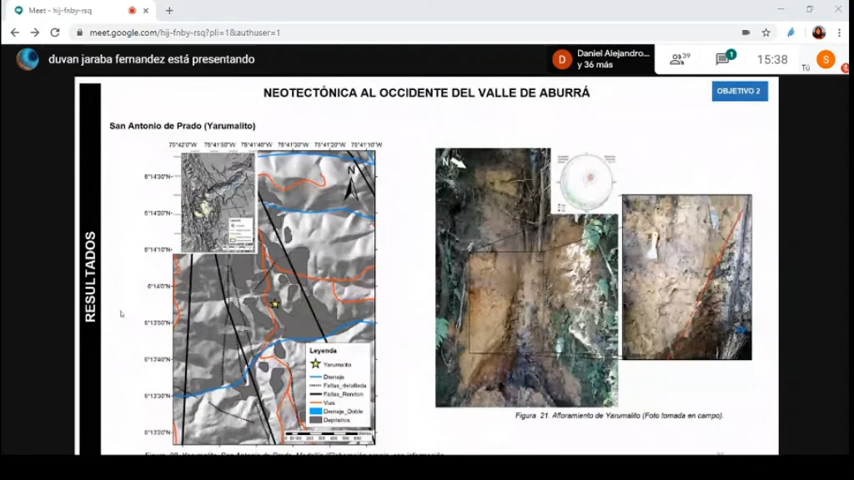 Meet - hij-fnby-rsq
meet.google.com/hij-fnby-rsq?pli=1&authuser=1
duvan jaraba fernandez está presentando
Daniel Alejandro...
y 36 más
D
39
1
15:38
Tú
S
NEOTECTÓNICA AL OCCIDENTE DEL VALLE DE ABURRÁ
OBJETIVO 2
San Antonio de Prado (Yarumalito)
75°42'0"W 75°41'50"W 75°41'40"W 75°41'30"W 75°41'20"W 75°41'10"W
N
6°14'30"N
6°14'20"N
6°14'10"N
6°14'0"N
6°13'50"N
6°13'40"N
6°13'30"N
6°13'20"N
RESULTADOS
Leyenda
Yarumalito
Drenaje
Fallas_detallada
Fallas_Rendon
Vias
Drenaje_Doble
Depósitos
Figura 21. Afloramiento de Yarumalito (Foto tomada en campo).